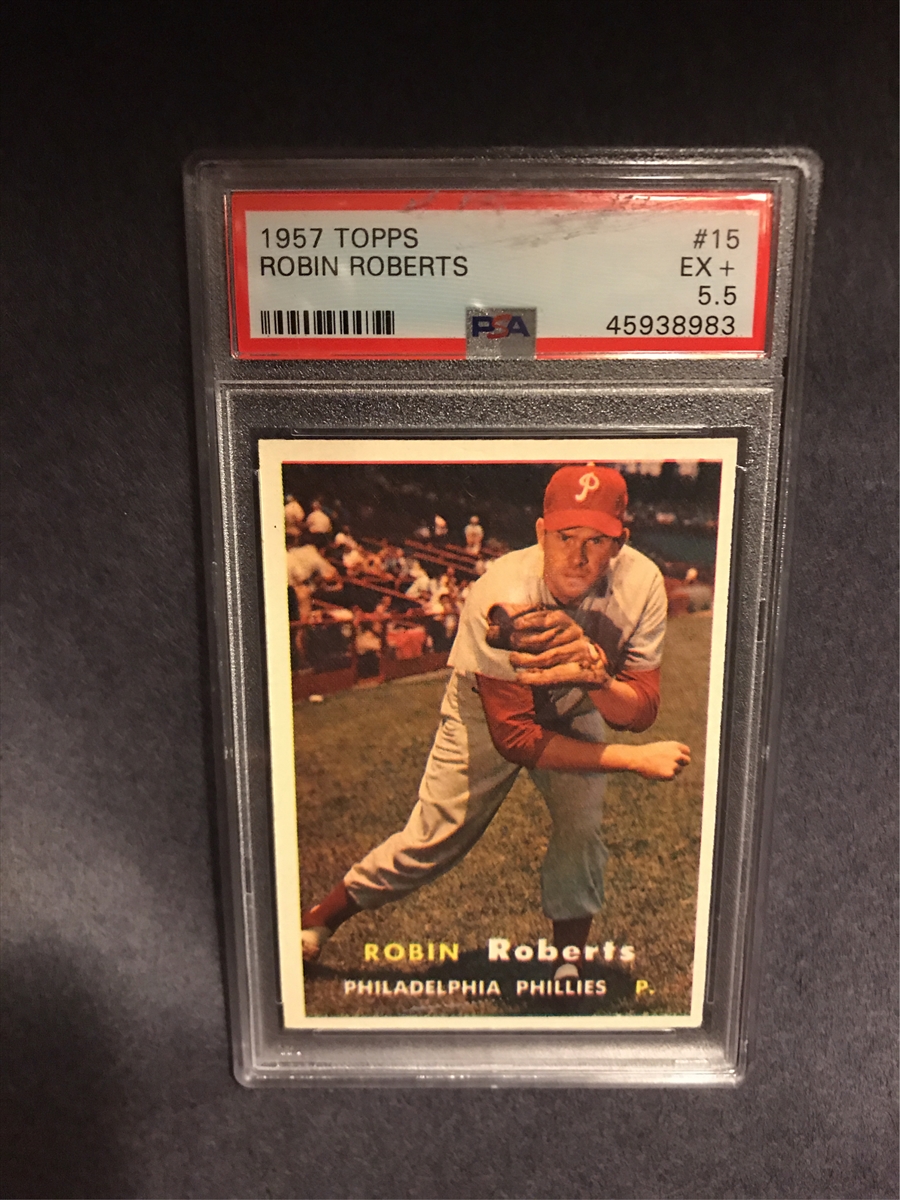 1957 TOPPS #15
ROBIN ROBERTS EX +
5.5
PSA 45938983
P
ROBIN Roberts
PHILADELPHIA PHILLIES P.